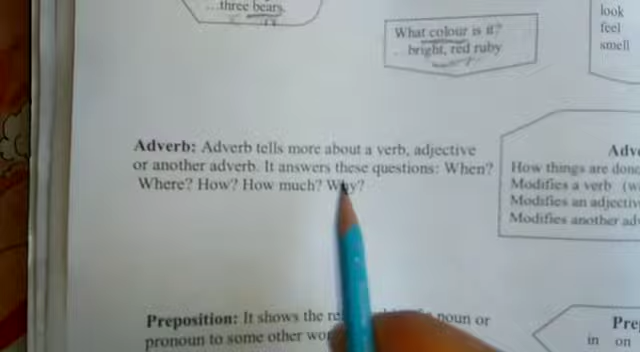 ...three bears
What colour is it?
bright, red ruby
look
feel
smell
Adverb: Adverb tells more about a verb, adjective
or another adverb. It answers these questions: When?
Where? How? How much? Why?
How things are done
Modifies a verb
Modifies an
Modifies another
Preposition: It shows the noun or
pronoun to some other
in on